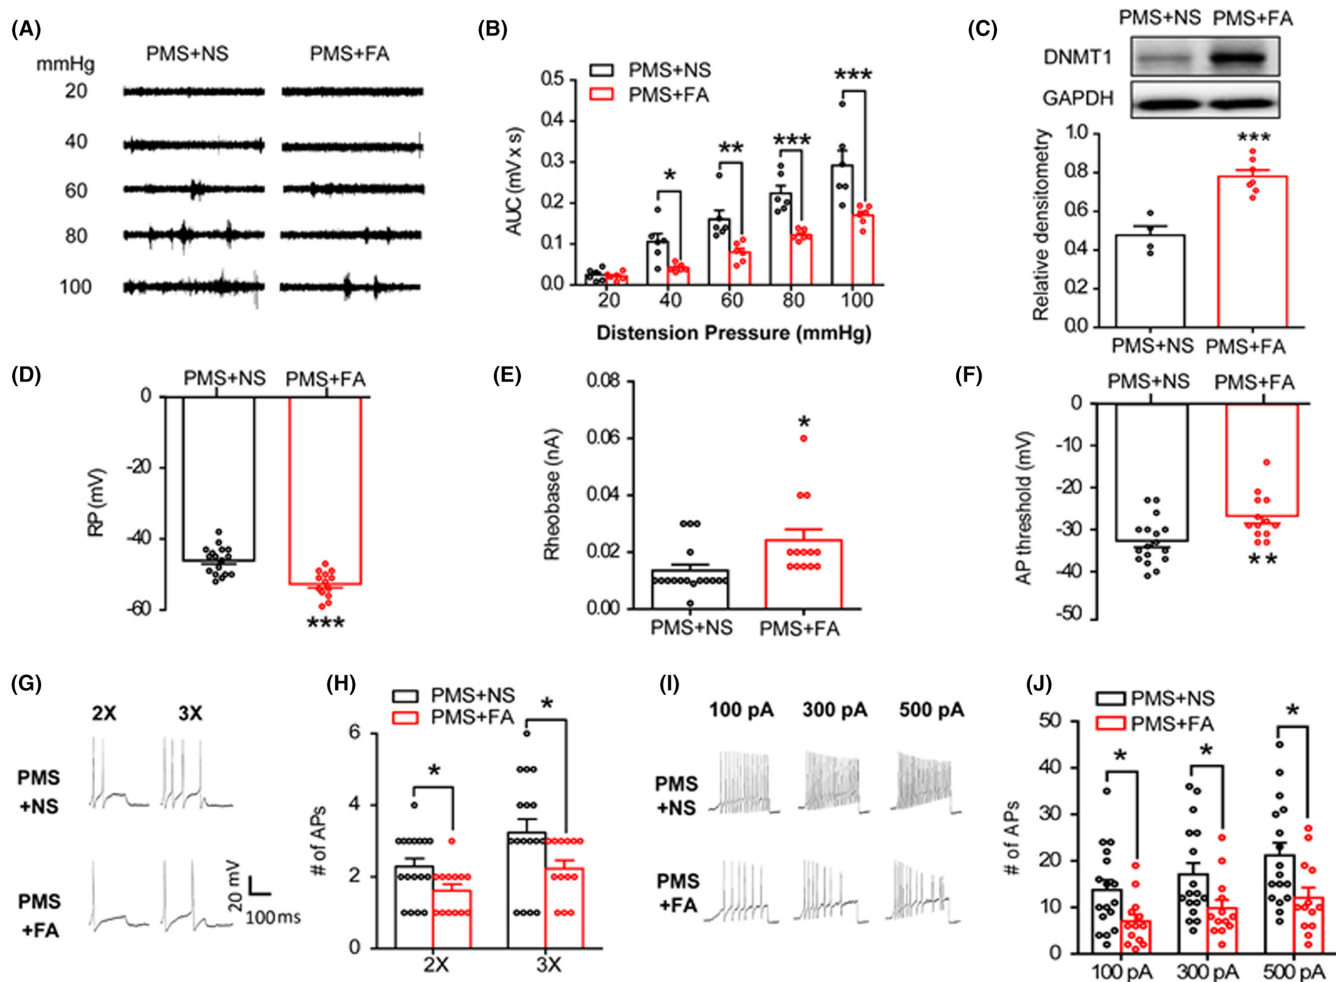 (A)
PMS+NS PMS+FA
mmHg
20
40
60
80
100
(B)
PMS+NS
PMS+FA
AUC (mV x s)
0.5
0.4
0.3
0.2
0.1
0.0
*
**
***
***
20 40 60 80 100
Distension Pressure (mmHg)
(C)
PMS+NS PMS+FA
DNMT1
GAPDH
Relative densitometry
1.0
0.8
0.6
0.4
0.2
0.0
***
PMS+NS PMS+FA
(D)
PMS+NS PMS+FA
RP (mV)
0
-20
-40
-60
***
(E)
Rheobase (nA)
0.08
0.06
0.04
0.02
0.00
*
PMS+NS PMS+FA
(F)
PMS+NS PMS+FA
AP threshold (mV)
0
-10
-20
-30
-40
-50
**
(G)
2X 3X
PMS
+NS
PMS
+FA
20 mV
100 ms
(H)
PMS+NS
PMS+FA
# of APs
6
4
2
0
*
*
2X 3X
(I)
100 pA 300 pA 500 pA
PMS
+NS
PMS
+FA
(J)
PMS+NS
PMS+FA
# of APs
50
40
30
20
10
0
*
*
*
100 pA 300 pA 500 pA